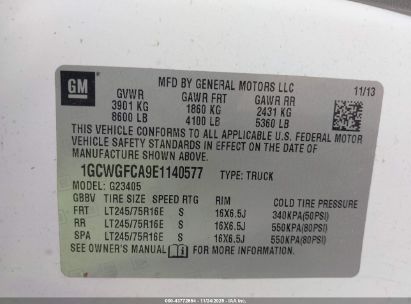 GM
MFD BY GENERAL MOTORS LLC
11/13
GVWR GAWR FRT GAWR RR
3901 KG 1860 KG 2431 KG
8600 LB 4100 LB 5360 LB
THIS VEHICLE CONFORMS TO ALL APPLICABLE U.S. FEDERAL MOTOR
VEHICLE SAFETY STANDARDS IN EFFECT ON THE DATE OF
MANUFACTURE SHOWN ABOVE.
1GCWGFCA9E1140577 TYPE: TRUCK
MODEL: G23405
GBBV TIRE SIZE SPEED RTG RIM COLD TIRE PRESSURE
FRT LT245/75R16E S 16X6.5J 340KPA(50PSI)
RR LT245/75R16E S 16X6.5J 550KPA(80PSI)
SPA LT245/75R16E S 16X6.5J 550KPA(80PSI)
SEE OWNER'S MANUAL FOR MORE INFORMATION.